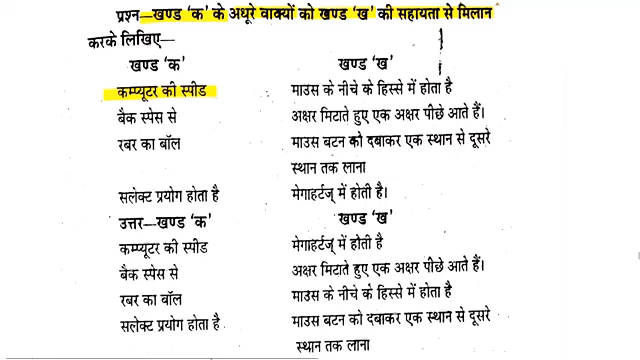 प्रश्न—खण्ड 'क' के अधूरे वाक्यों को खण्ड 'ख' की सहायता से मिलान
करके लिखिए—
खण्ड 'क' खण्ड 'ख'
कम्प्यूटर की स्पीड माउस के नीचे के हिस्से में होता है
बैक स्पेस से अक्षर मिटाते हुए एक अक्षर पीछे आते हैं।
रबर का बॉल माउस बटन को दबाकर एक स्थान से दूसरे
स्थान तक लाना
सलेक्ट प्रयोग होता है मेगाहर्टज् में होती है।
उत्तर—खण्ड 'क' खण्ड 'ख'
कम्प्यूटर की स्पीड मेगाहर्टज् में होती है
बैक स्पेस से अक्षर मिटाते हुए एक अक्षर पीछे आते हैं।
रबर का बॉल माउस के नीचे के हिस्से में होता है
सलेक्ट प्रयोग होता है माउस बटन को दबाकर एक स्थान से दूसरे
स्थान तक लाना